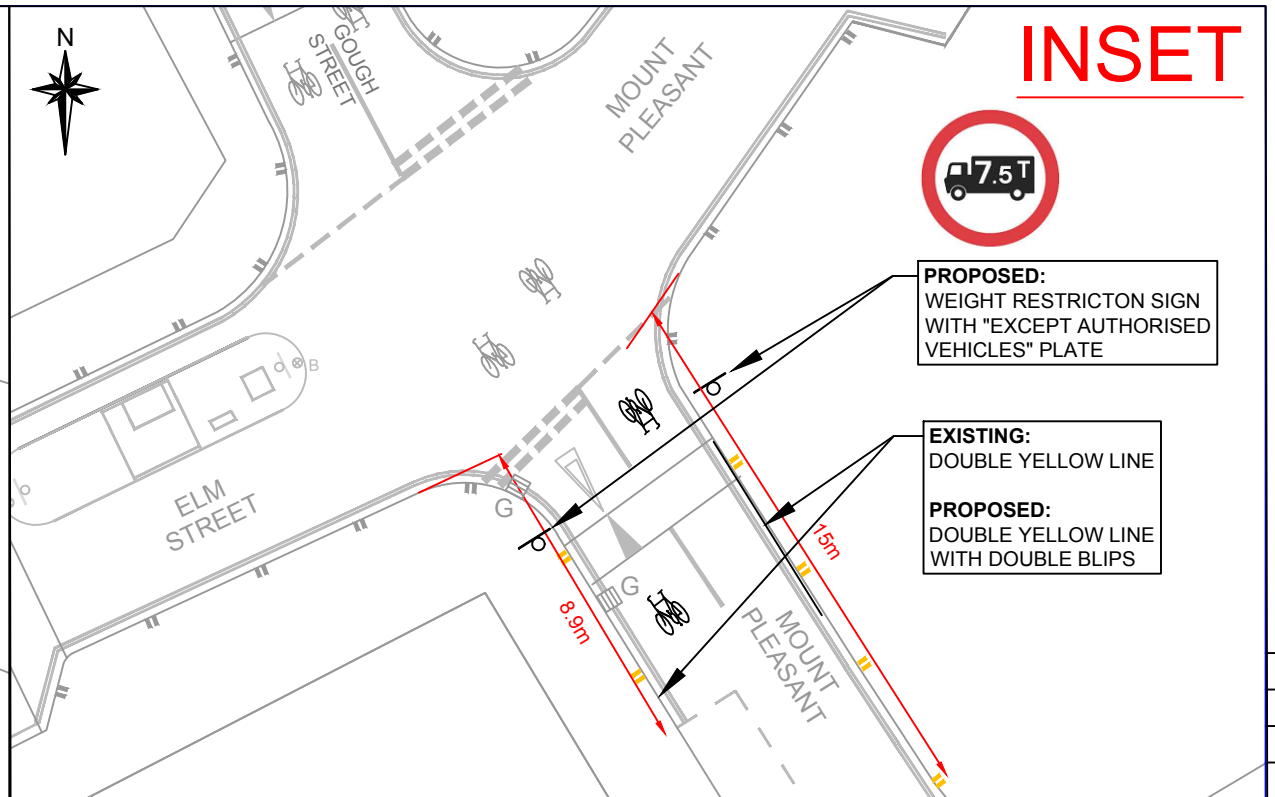 INSET
N
GOUGH
STREET
MOUNT
PLEASANT
7.5T
PROPOSED:
WEIGHT RESTRICTON SIGN
WITH "EXCEPT AUTHORISED
VEHICLES" PLATE
B
EXISTING:
DOUBLE YELLOW LINE
PROPOSED:
DOUBLE YELLOW LINE
WITH DOUBLE BLIPS
ELM
STREET
G
G
15m
8.9m
MOUNT
PLEASANT